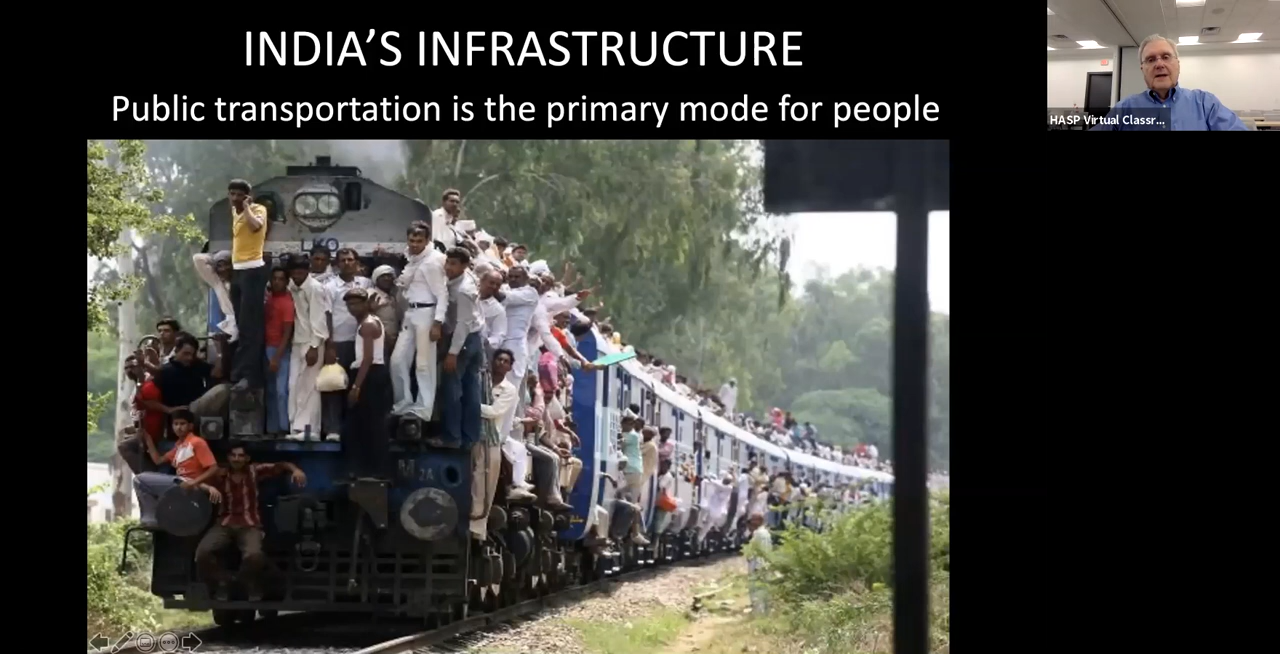 INDIA'S INFRASTRUCTURE
Public transportation is the primary mode for people
HASP Virtual Classr...